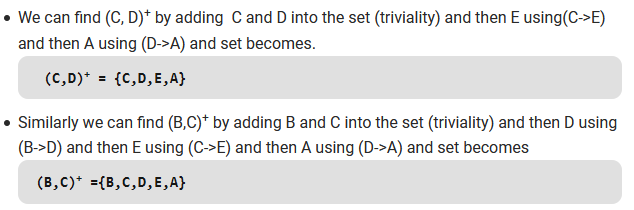 • We can find (C, D)⁺ by adding C and D into the set (triviality) and then E using(C->E)
and then A using (D->A) and set becomes.
(C,D)⁺ = {C,D,E,A}
• Similarly we can find (B,C)⁺ by adding B and C into the set (triviality) and then D using
(B->D) and then E using (C->E) and then A using (D->A) and set becomes
(B,C)⁺ ={B,C,D,E,A}